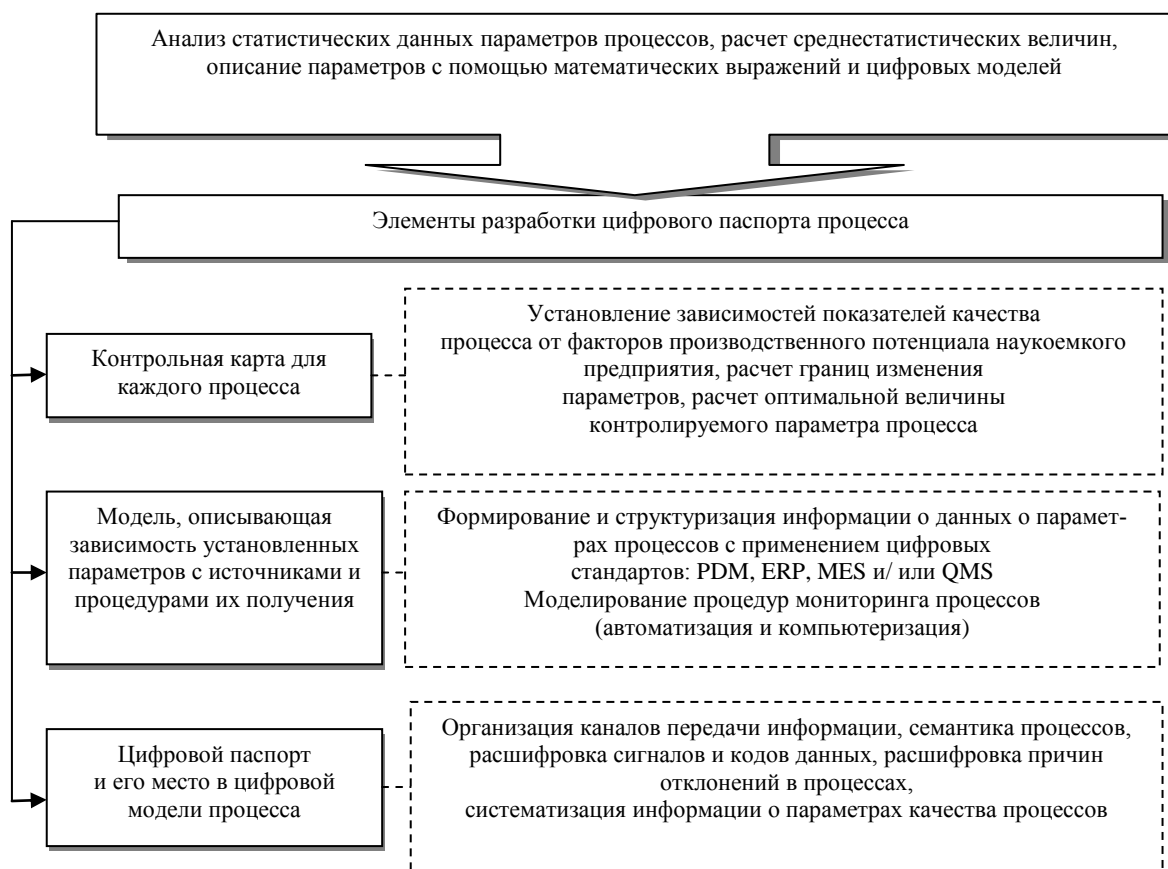 Анализ статистических данных параметров процессов, расчет среднестатистических величин,
описание параметров с помощью математических выражений и цифровых моделей
Элементы разработки цифрового паспорта процесса
Контрольная карта для
каждого процесса
Установление зависимостей показателей качества
процесса от факторов производственного потенциала наукоемкого
предприятия, расчет границ изменения
параметров, расчет оптимальной величины
контролируемого параметра процесса
Модель, описывающая
зависимость установленных
параметров с источниками и
процедурами их получения
Формирование и структуризация информации о данных о парамет-
рах процессов с применением цифровых
стандартов: PDM, ERP, MES и/ или QMS
Моделирование процедур мониторинга процессов
(автоматизация и компьютеризация)
Цифровой паспорт
и его место в цифровой
модели процесса
Организация каналов передачи информации, семантика процессов,
расшифровка сигналов и кодов данных, расшифровка причин
отклонений в процессах,
систематизация информации о параметрах качества процессов